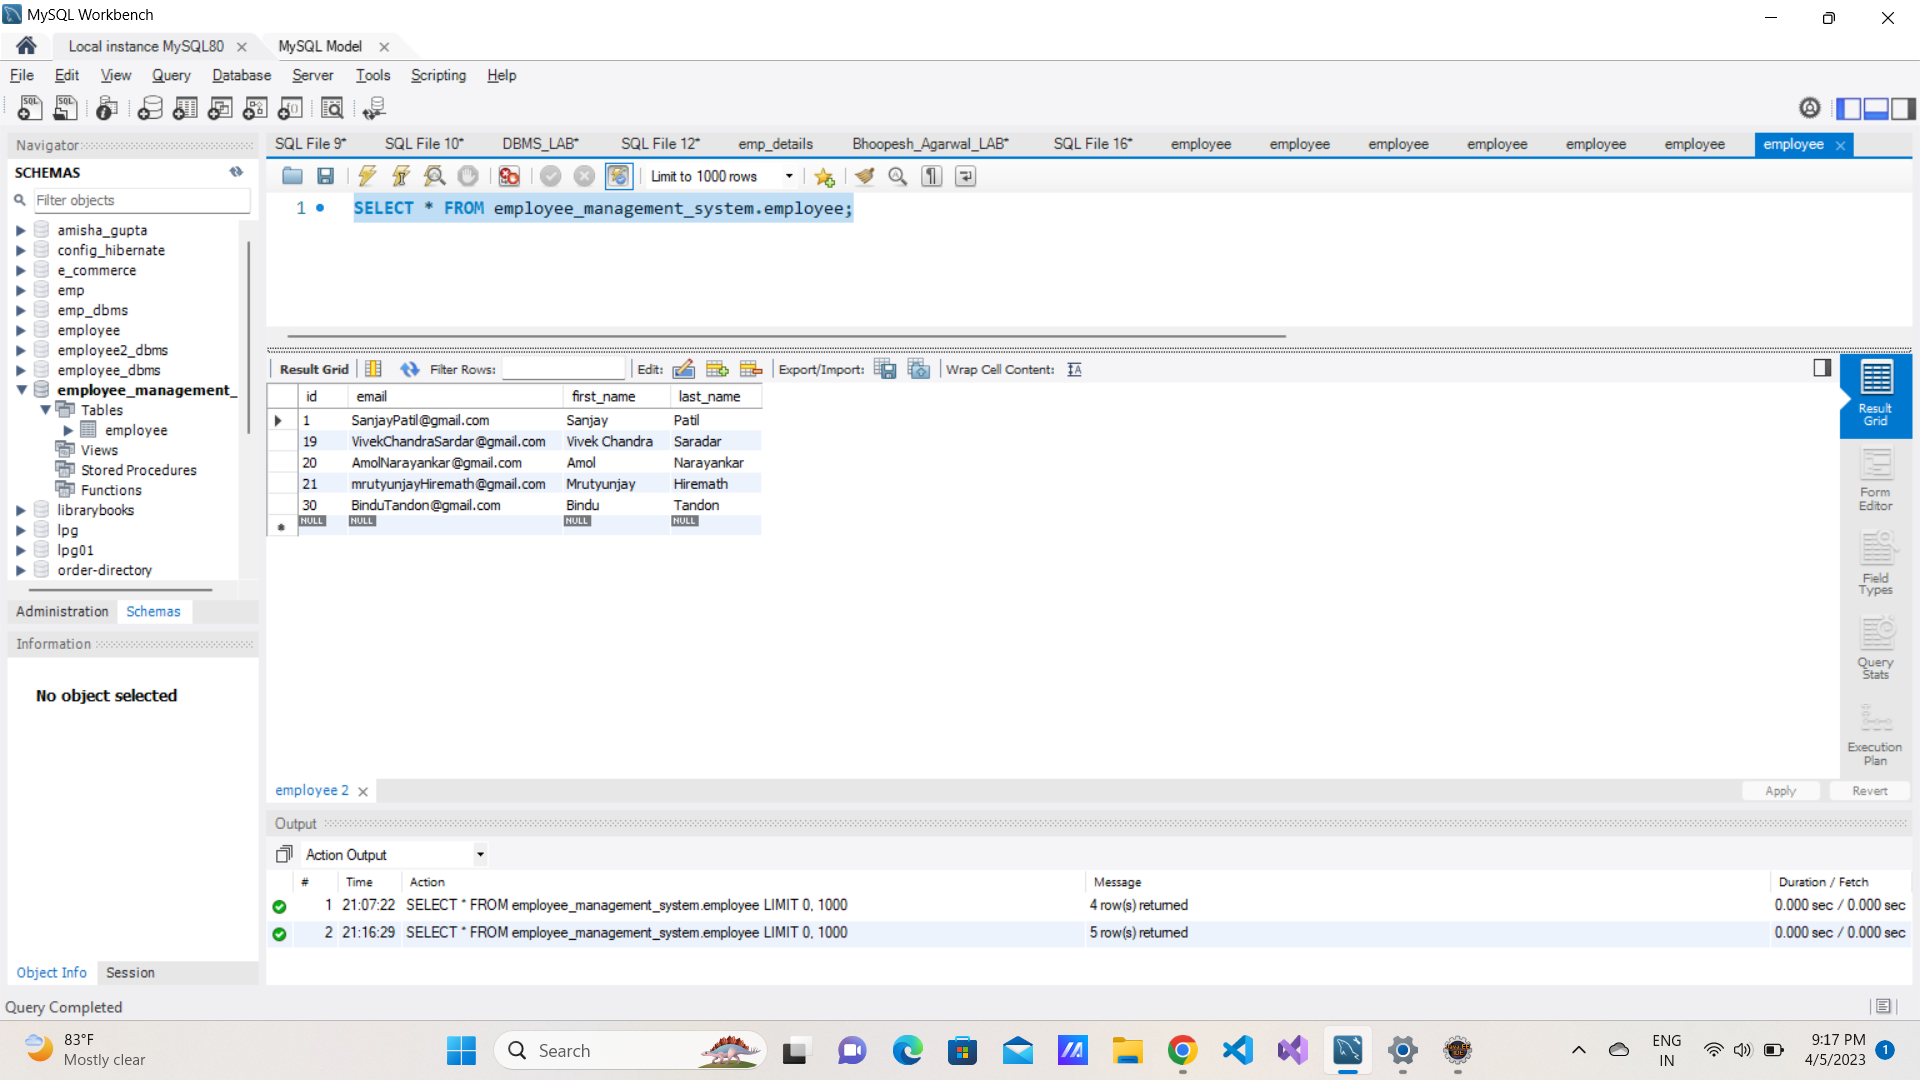 MySQL Workbench
Local instance MySQL80
MySQL Model
File Edit View Query Database Server Tools Scripting Help
Navigator
SCHEMAS
Filter objects
amisha_gupta
config_hibernate
e_commerce
emp
emp_dbms
employee
employee2_dbms
employee_dbms
employee_management_
Tables
employee
Views
Stored Procedures
Functions
librarybooks
lpg
lpg01
order-directory
Administration Schemas
Information
No object selected
Object Info Session
SQL File 9* SQL File 10* DBMS_LAB* SQL File 12* emp_details Bhoopesh_Agarwal_LAB* SQL File 16* employee employee employee employee employee employee employee
Limit to 1000 rows
1 SELECT * FROM employee_management_system.employee;
Result Grid Filter Rows: Edit: Export/Import: Wrap Cell Content:
id email first_name last_name
1 SanjayPatil@gmail.com Sanjay Patil
19 VivekChandraSardar@gmail.com Vivek Chandra Saradar
20 AmolNarayankar@gmail.com Amol Narayankar
21 mrutyunjayHiremath@gmail.com Mrutyunjay Hiremath
30 BinduTandon@gmail.com Bindu Tandon
NULL NULL NULL NULL
Result
Grid
Form
Editor
Field
Types
Query
Stats
Execution
Plan
employee 2
Apply Revert
Output
Action Output
# Time Action Message Duration / Fetch
1 21:07:22 SELECT * FROM employee_management_system.employee LIMIT 0, 1000 4 row(s) returned 0.000 sec / 0.000 sec
2 21:16:29 SELECT * FROM employee_management_system.employee LIMIT 0, 1000 5 row(s) returned 0.000 sec / 0.000 sec
Query Completed
83°F
Mostly clear
Search
ENG
IN
9:17 PM
4/5/2023
1